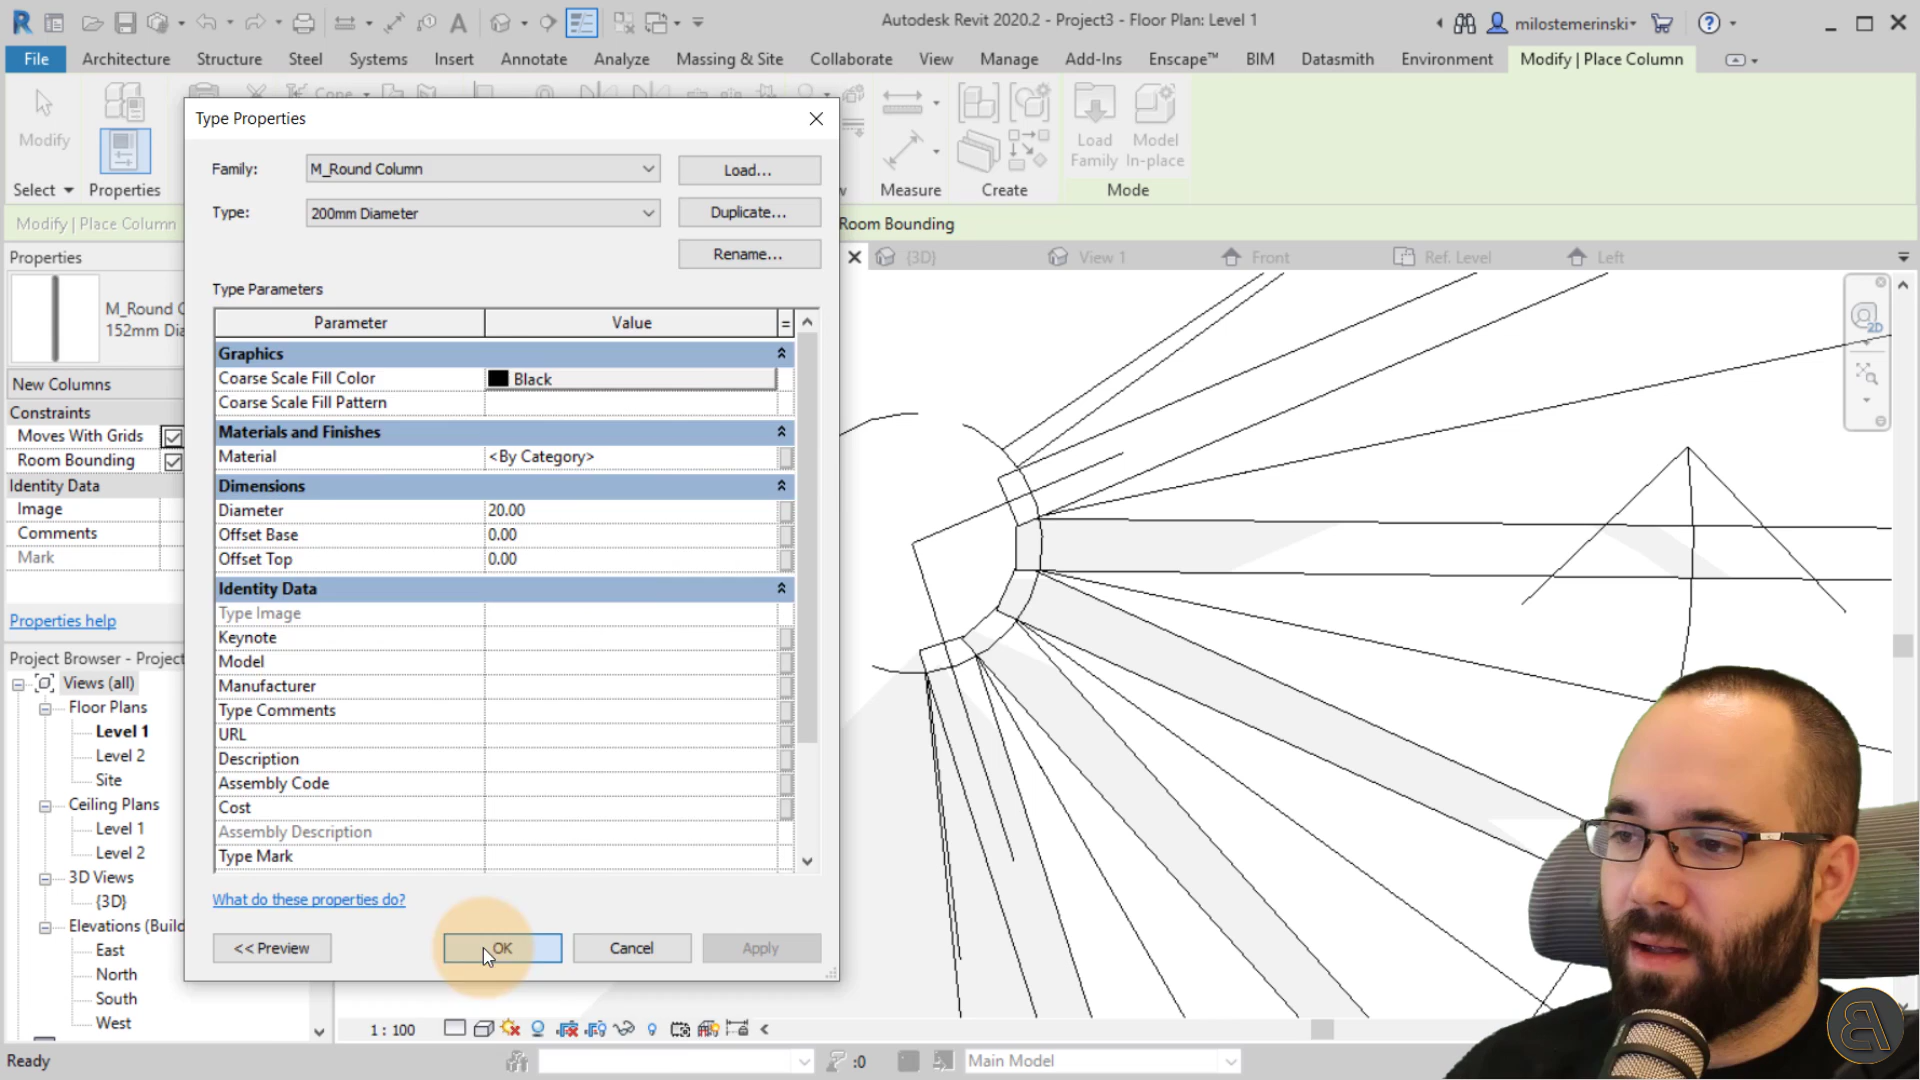 Autodesk Revit 2020.2 - Project3 - Floor Plan: Level 1
milostemerinski
File
Architecture
Structure
Steel
Systems
Insert
Annotate
Analyze
Massing & Site
Collaborate
View
Manage
Add-Ins
Enscape™
BIM
Datasmith
Environment
Modify | Place Column
Modify
Cope
Load
Family
Model
In-place
Select
Properties
Measure
Create
Mode
Modify | Place Column
Room Bounding
{3D}
View 1
Front
Ref. Level
Left
2D
Properties
M_Round
152mm
New Columns
Constraints
Moves With Grids
Room Bounding
Identity Data
Image
Comments
Mark
Properties help
Project Browser - Project
Views (all)
Floor Plans
Level 1
Level 2
Site
Ceiling Plans
Level 1
Level 2
3D Views
{3D}
Elevations (Build
East
North
South
West
Type Properties
Family:
M_Round Column
Load...
Type:
200mm Diameter
Duplicate...
Rename...
Type Parameters
Parameter
Value
=
Graphics
Coarse Scale Fill Color
Black
Coarse Scale Fill Pattern
Materials and Finishes
Material
<By Category>
Dimensions
Diameter
20.00
Offset Base
0.00
Offset Top
0.00
Identity Data
Type Image
Keynote
Model
Manufacturer
Type Comments
URL
Description
Assembly Code
Cost
Assembly Description
Type Mark
What do these properties do?
<< Preview
OK
Cancel
Apply
1 : 100
Ready
:0
Main Model